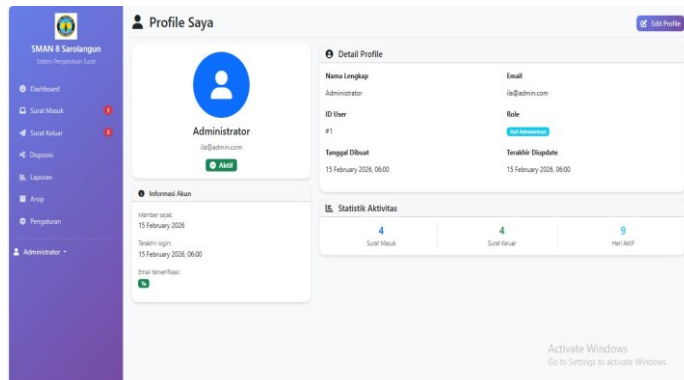 SMAN 8 Sarolangun
Sistem Pengelolaan Surat
Dashboard
Surat Masuk 1
Surat Keluar 2
Disposisi
Laporan
Arsip
Pengaturan
Administrator
Profile Saya
Edit Profile
Administrator
ila@admin.com
Aktif
Informasi Akun
Member sejak:
15 February 2026
Terakhir login:
15 February 2026, 06:00
Email terverifikasi:
Ya
Detail Profile
Nama Lengkap
Administrator
Email
ila@admin.com
ID User
#1
Role
Staf Administrasi
Tanggal Dibuat
15 February 2026, 06:00
Terakhir Diupdate
15 February 2026, 06:00
Statistik Aktivitas
4
Surat Masuk
4
Surat Keluar
9
Hari Aktif
Activate Windows
Go to Settings to activate Windows.